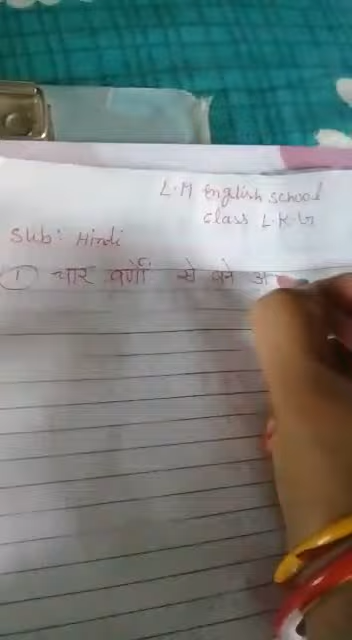 L.M English school
Class L.K.G
Sub: Hindi
① चार वर्णों से बने अ